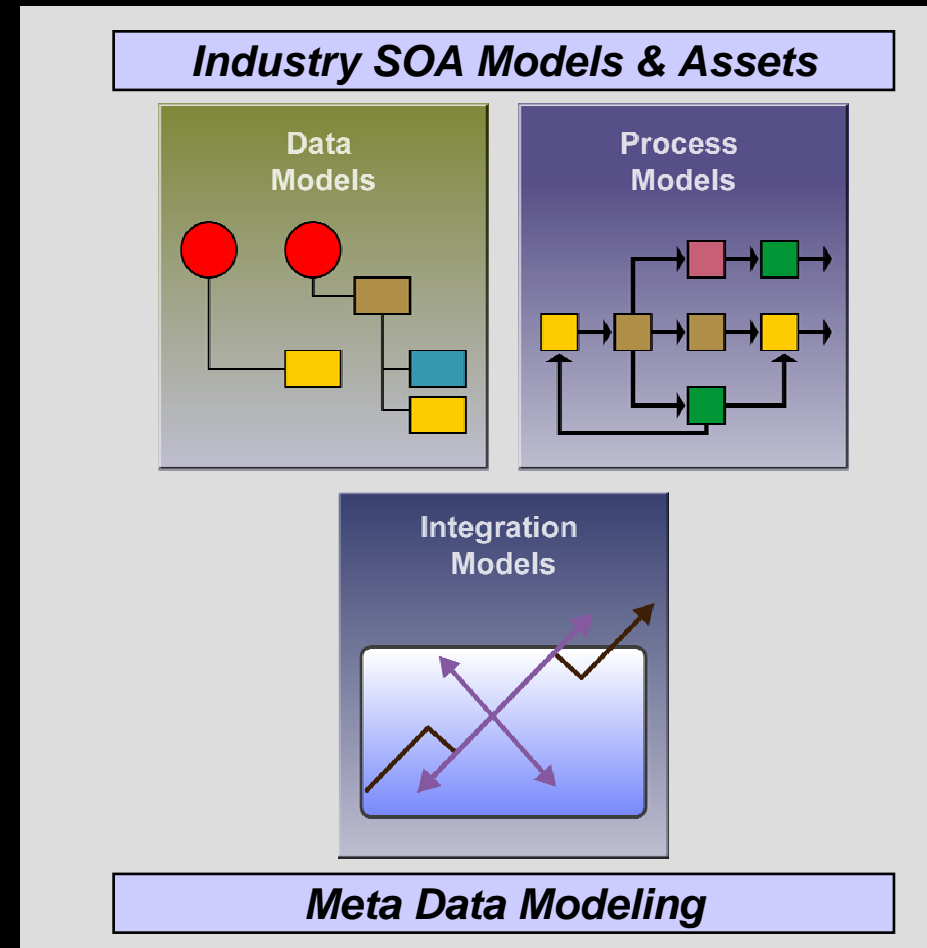 Industry SOA Models & Assets
Data
Models
Process
Models
Integration
Models
Meta Data Modeling